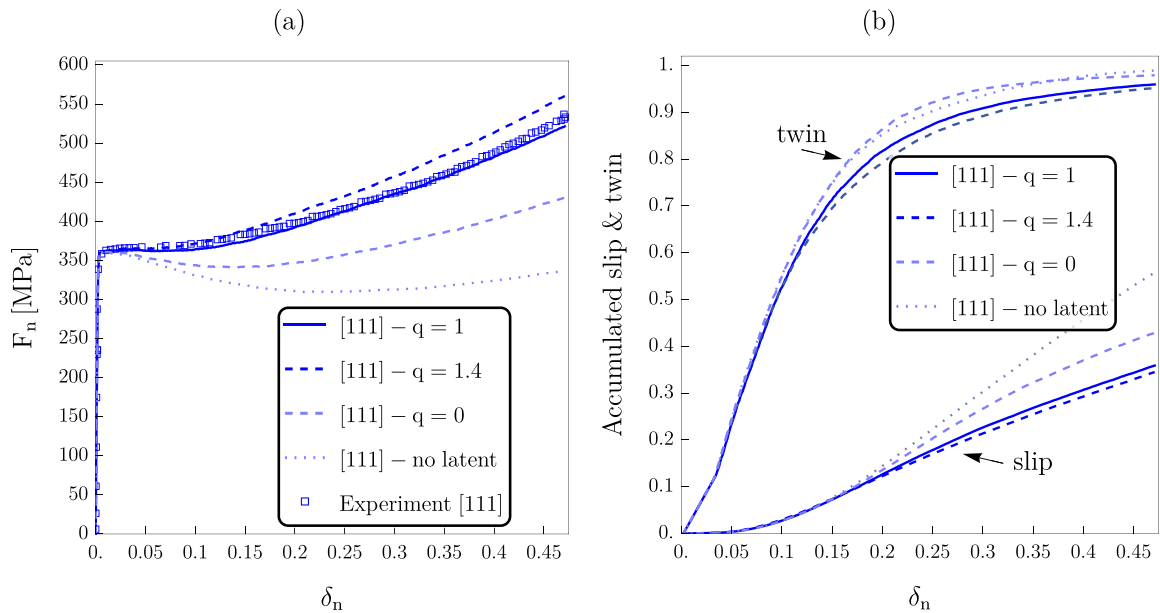 (a)
F_n [MPa]
600
550
500
450
400
350
300
250
200
150
100
50
0
0.
0.05
0.1
0.15
0.2
0.25
0.3
0.35
0.4
0.45
δ_n
[111] – q = 1
[111] – q = 1.4
[111] – q = 0
[111] – no latent
Experiment [111]
(b)
Accumulated slip & twin
1.
0.9
0.8
0.7
0.6
0.5
0.4
0.3
0.2
0.1
0.
0.
0.05
0.1
0.15
0.2
0.25
0.3
0.35
0.4
0.45
δ_n
twin
[111] – q = 1
[111] – q = 1.4
[111] – q = 0
[111] – no latent
slip